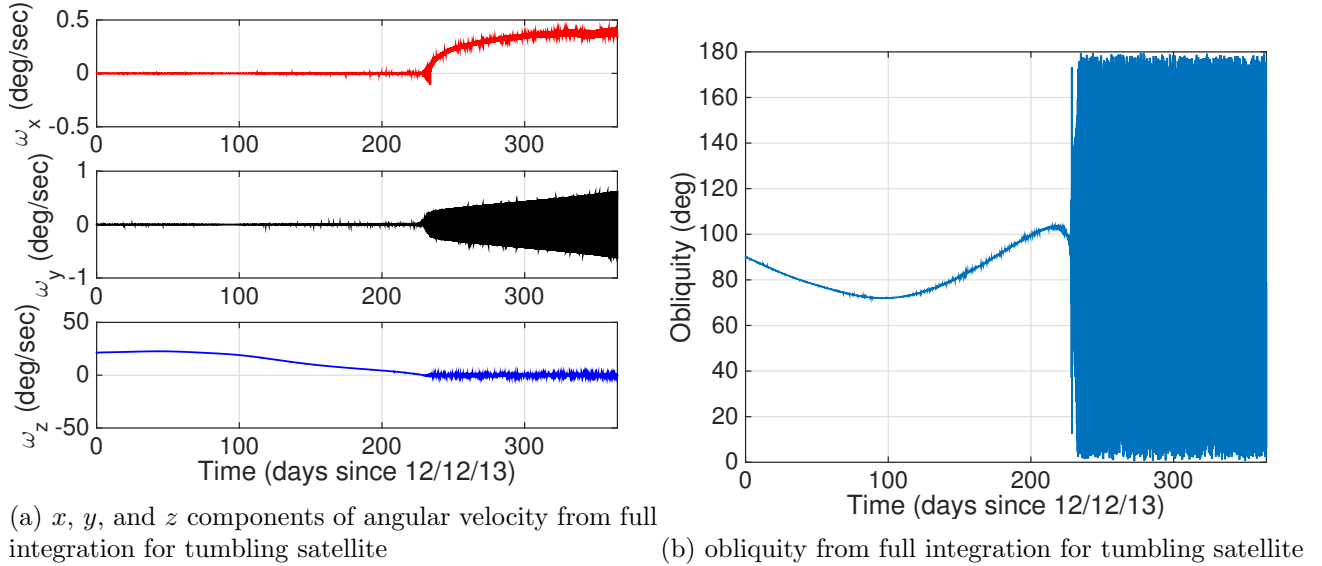 0.5
0
-0.5
ω_x (deg/sec)
0 100 200 300
1
0
-1
ω_y (deg/sec)
0 100 200 300
50
0
-50
ω_z (deg/sec)
0 100 200 300
Time (days since 12/12/13)
(a) x, y, and z components of angular velocity from full
integration for tumbling satellite
180
160
140
120
100
80
60
40
20
0
Obliquity (deg)
0 100 200 300
Time (days since 12/12/13)
(b) obliquity from full integration for tumbling satellite